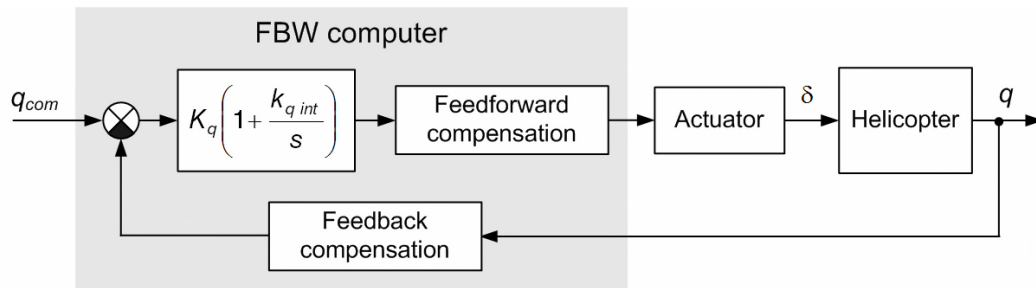 FBW computer
q_com
K_q(1+ k_q int / s)
Feedforward
compensation
Actuator
δ
Helicopter
q
Feedback
compensation